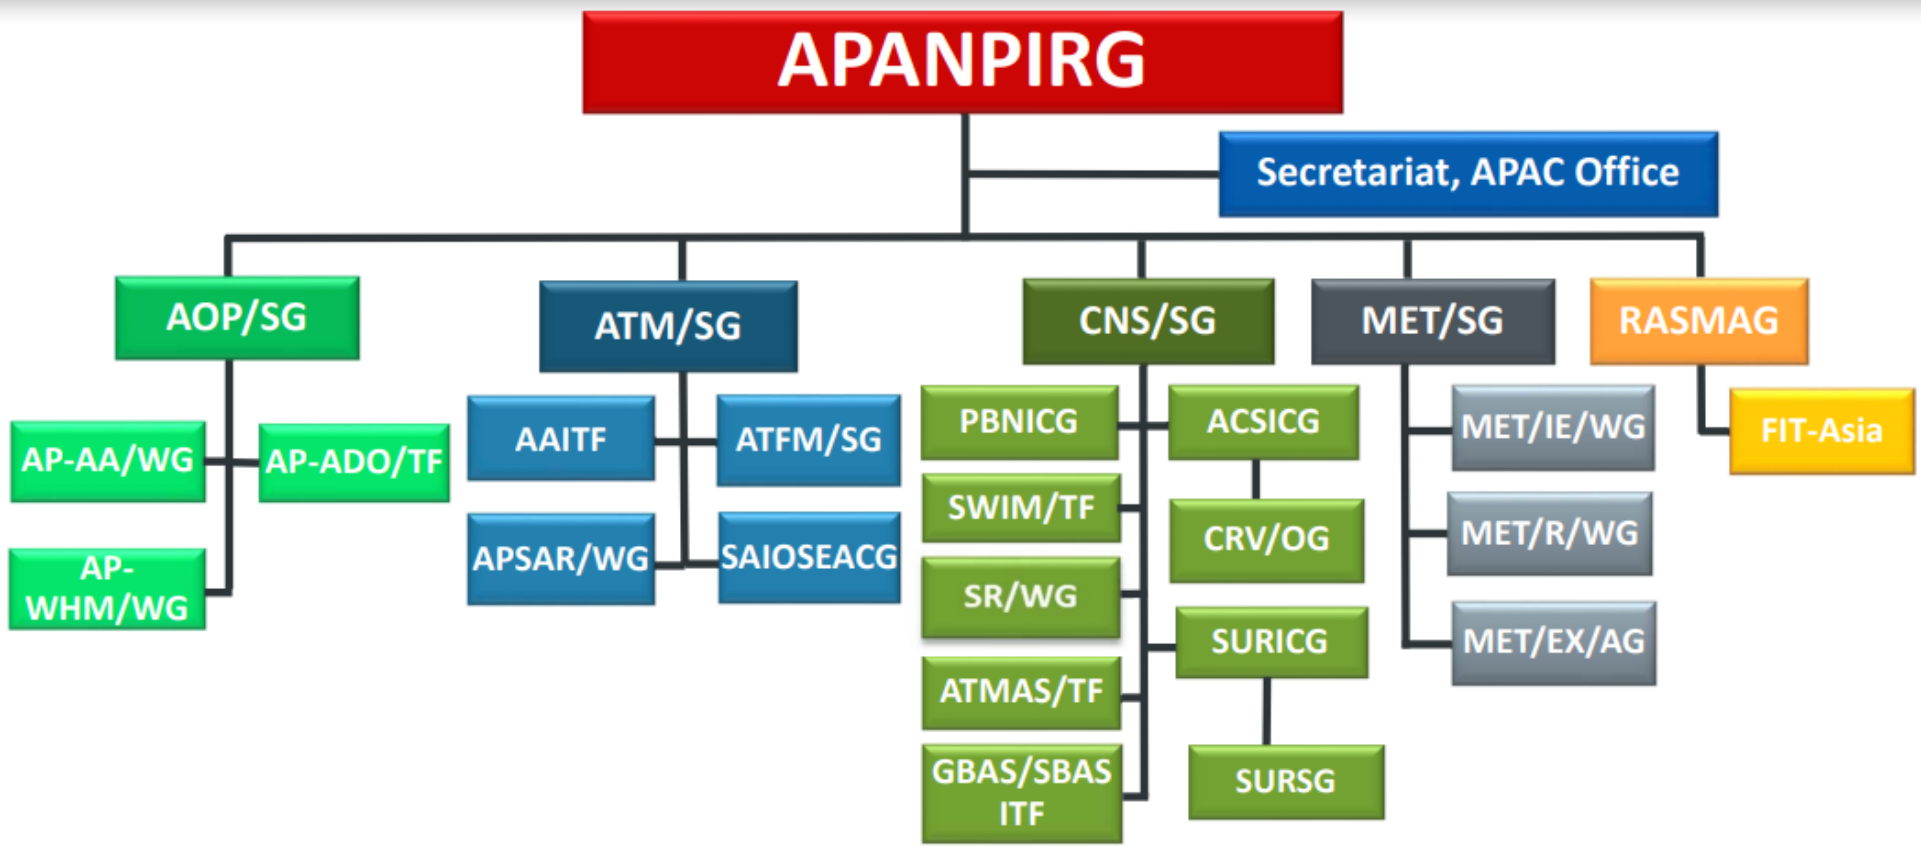 APANPIRG
Secretariat, APAC Office
AOP/SG
ATM/SG
CNS/SG
MET/SG
RASMAG
AP-AA/WG
AP-ADO/TF
AP-
WHM/WG
AAITF
ATFM/SG
APSAR/WG
SAIOSEACG
PBNICG
ACSICG
SWIM/TF
CRV/OG
SR/WG
SURICG
ATMAS/TF
GBAS/SBAS
ITF
SURSG
MET/IE/WG
MET/R/WG
MET/EX/AG
FIT-Asia